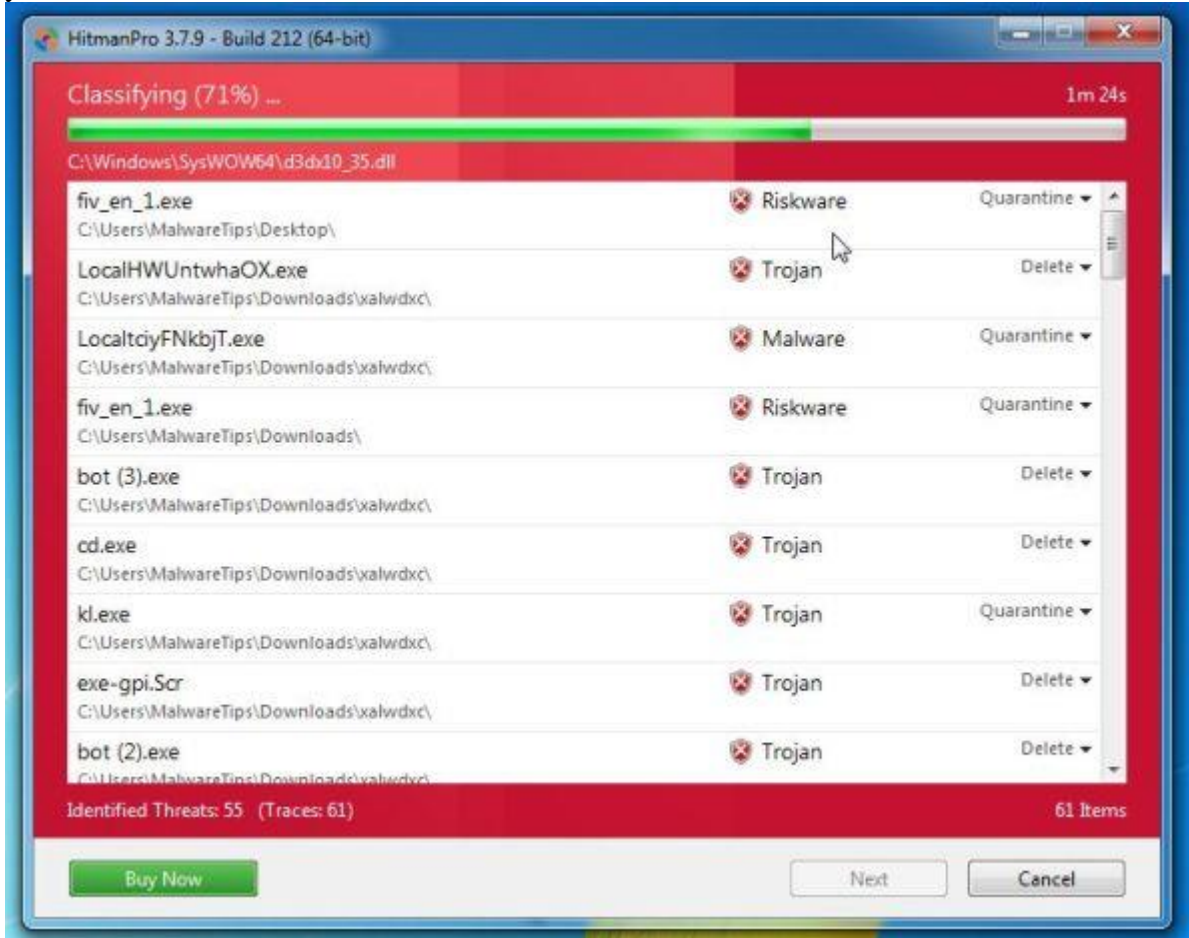 HitmanPro 3.7.9 - Build 212 (64-bit)
Classifying (71%) ... 1m 24s
C:\Windows\SysWOW64\d3dx10_35.dll
fiv_en_1.exe Riskware Quarantine
C:\Users\MalwareTips\Desktop\
LocalHWUntwhaOX.exe Trojan Delete
C:\Users\MalwareTips\Downloads\xalwdxc\
LocaltciyFNkbjT.exe Malware Quarantine
C:\Users\MalwareTips\Downloads\xalwdxc\
fiv_en_1.exe Riskware Quarantine
C:\Users\MalwareTips\Downloads\
bot (3).exe Trojan Delete
C:\Users\MalwareTips\Downloads\xalwdxc\
cd.exe Trojan Delete
C:\Users\MalwareTips\Downloads\xalwdxc\
kl.exe Trojan Quarantine
C:\Users\MalwareTips\Downloads\xalwdxc\
exe-gpi.Scr Trojan Delete
C:\Users\MalwareTips\Downloads\xalwdxc\
bot (2).exe Trojan Delete
C:\Users\MalwareTips\Downloads\xalwdxc\
Identified Threats: 55 (Traces: 61) 61 Items
Buy Now Next Cancel